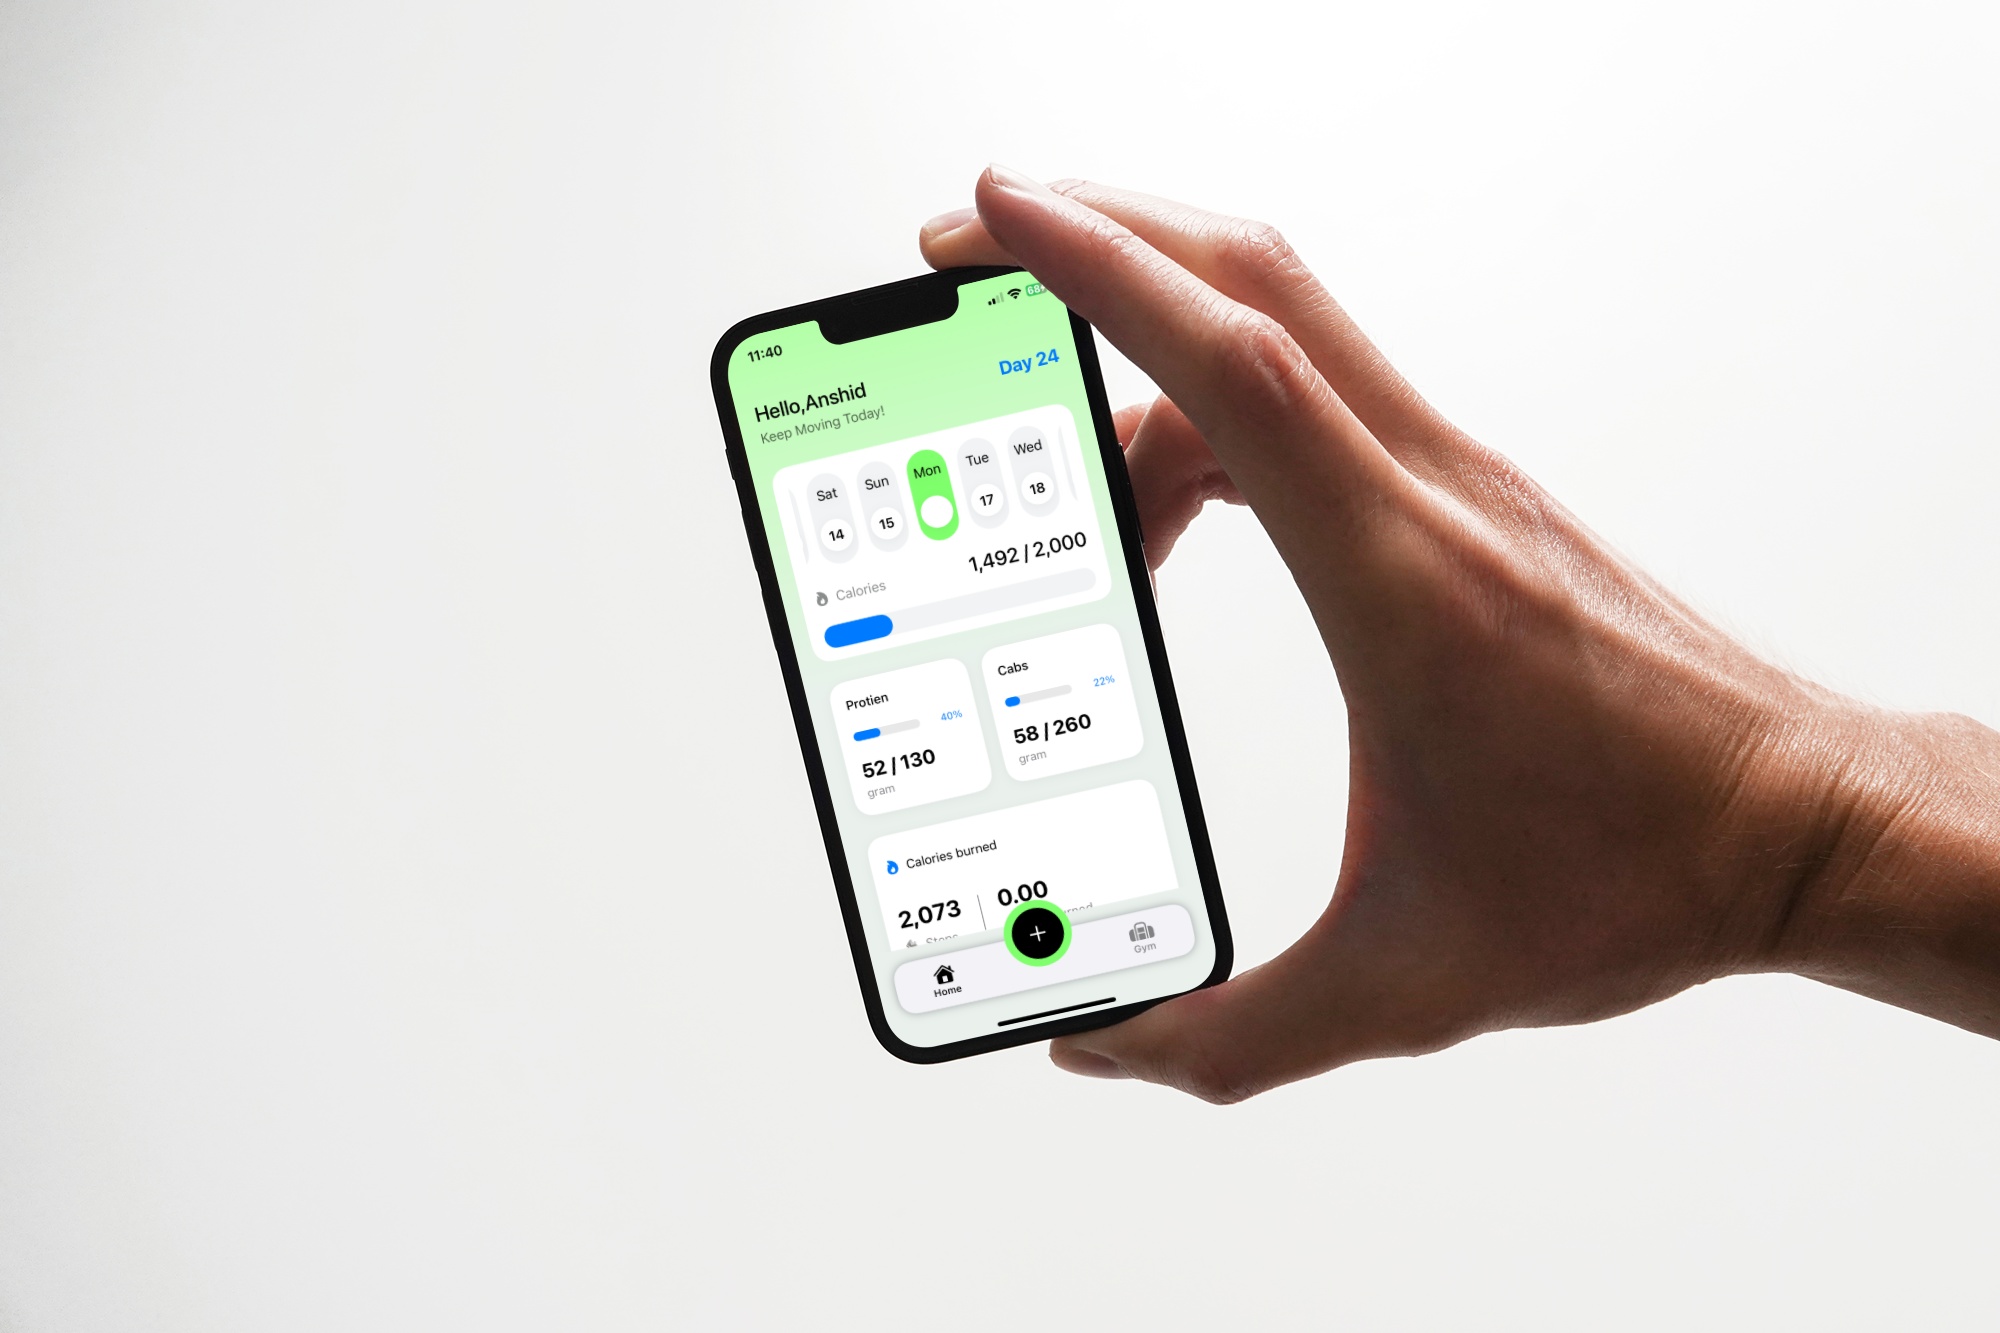 11:40
68
Day 24
Hello,Anshid
Keep Moving Today!
Sat Sun Mon Tue Wed
14 15 17 18
Calories 1,492 / 2,000
Protien
40%
52 / 130
gram
Cabs
22%
58 / 260
gram
Calories burned
2,073
Steps
0.00
Home
Gym